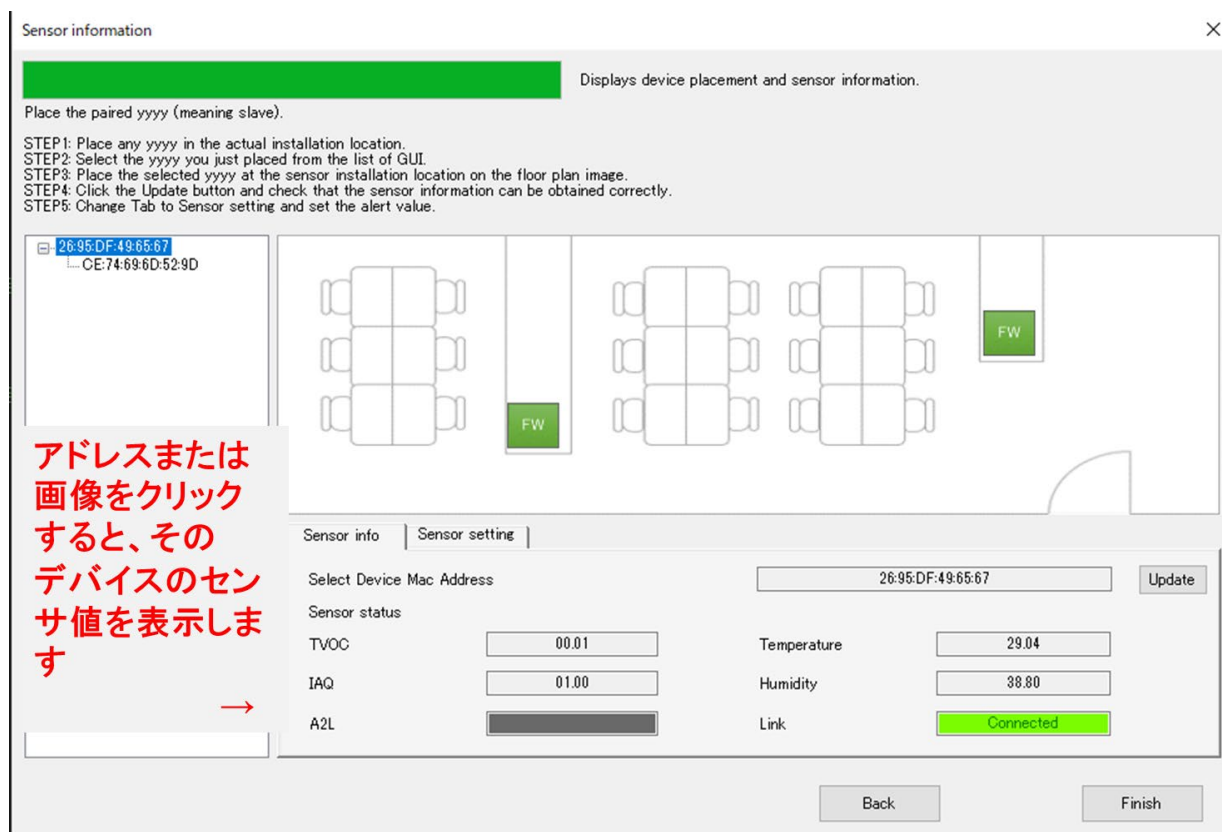 Sensor information
Displays device placement and sensor information.
Place the paired yyyy (meaning slave).
STEP1: Place any yyyy in the actual installation location.
STEP2: Select the yyyy you just placed from the list of GUI.
STEP3: Place the selected yyyy at the sensor installation location on the floor plan image.
STEP4: Click the Update button and check that the sensor information can be obtained correctly.
STEP5: Change Tab to Sensor setting and set the alert value.
26:95:DF:49:65:67
CE:74:69:6D:52:9D
FW
FW
アドレスまたは
画像をクリック
すると、その
デバイスのセン
サ値を表示しま
す
→
Sensor info
Sensor setting
Select Device Mac Address
26:95:DF:49:65:67
Update
Sensor status
TVOC
00.01
Temperature
29.04
IAQ
01.00
Humidity
38.80
A2L
Link
Connected
Back
Finish